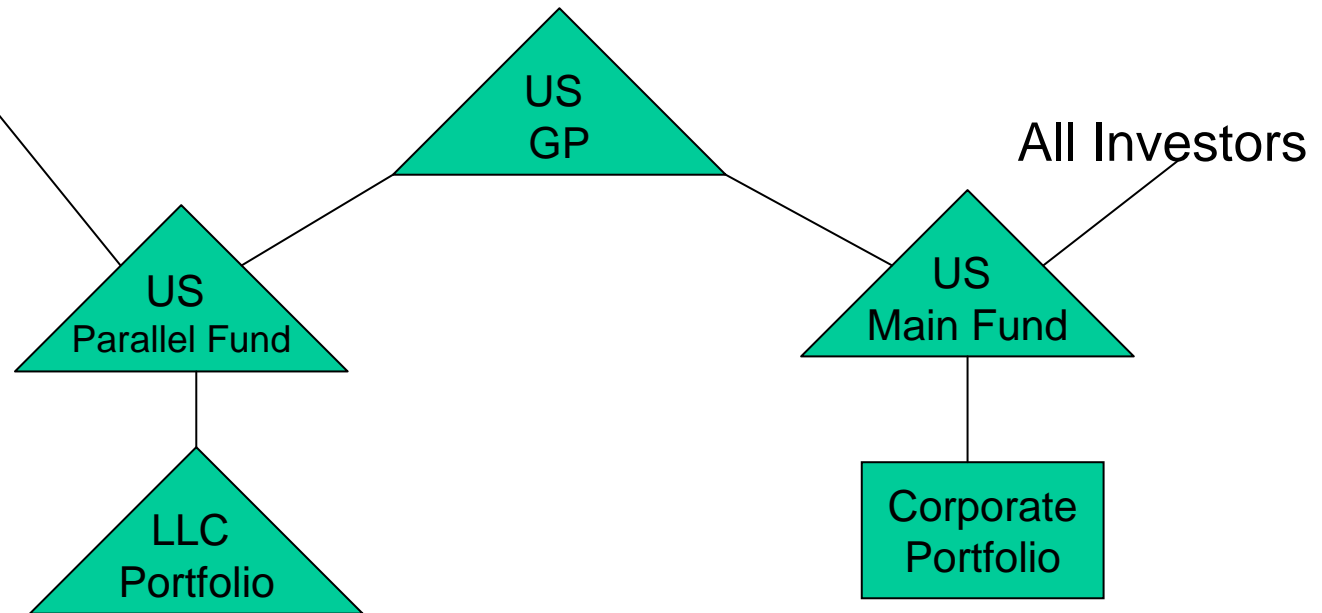 US
GP
All Investors
US
Parallel Fund
US
Main Fund
LLC
Portfolio
Corporate
Portfolio